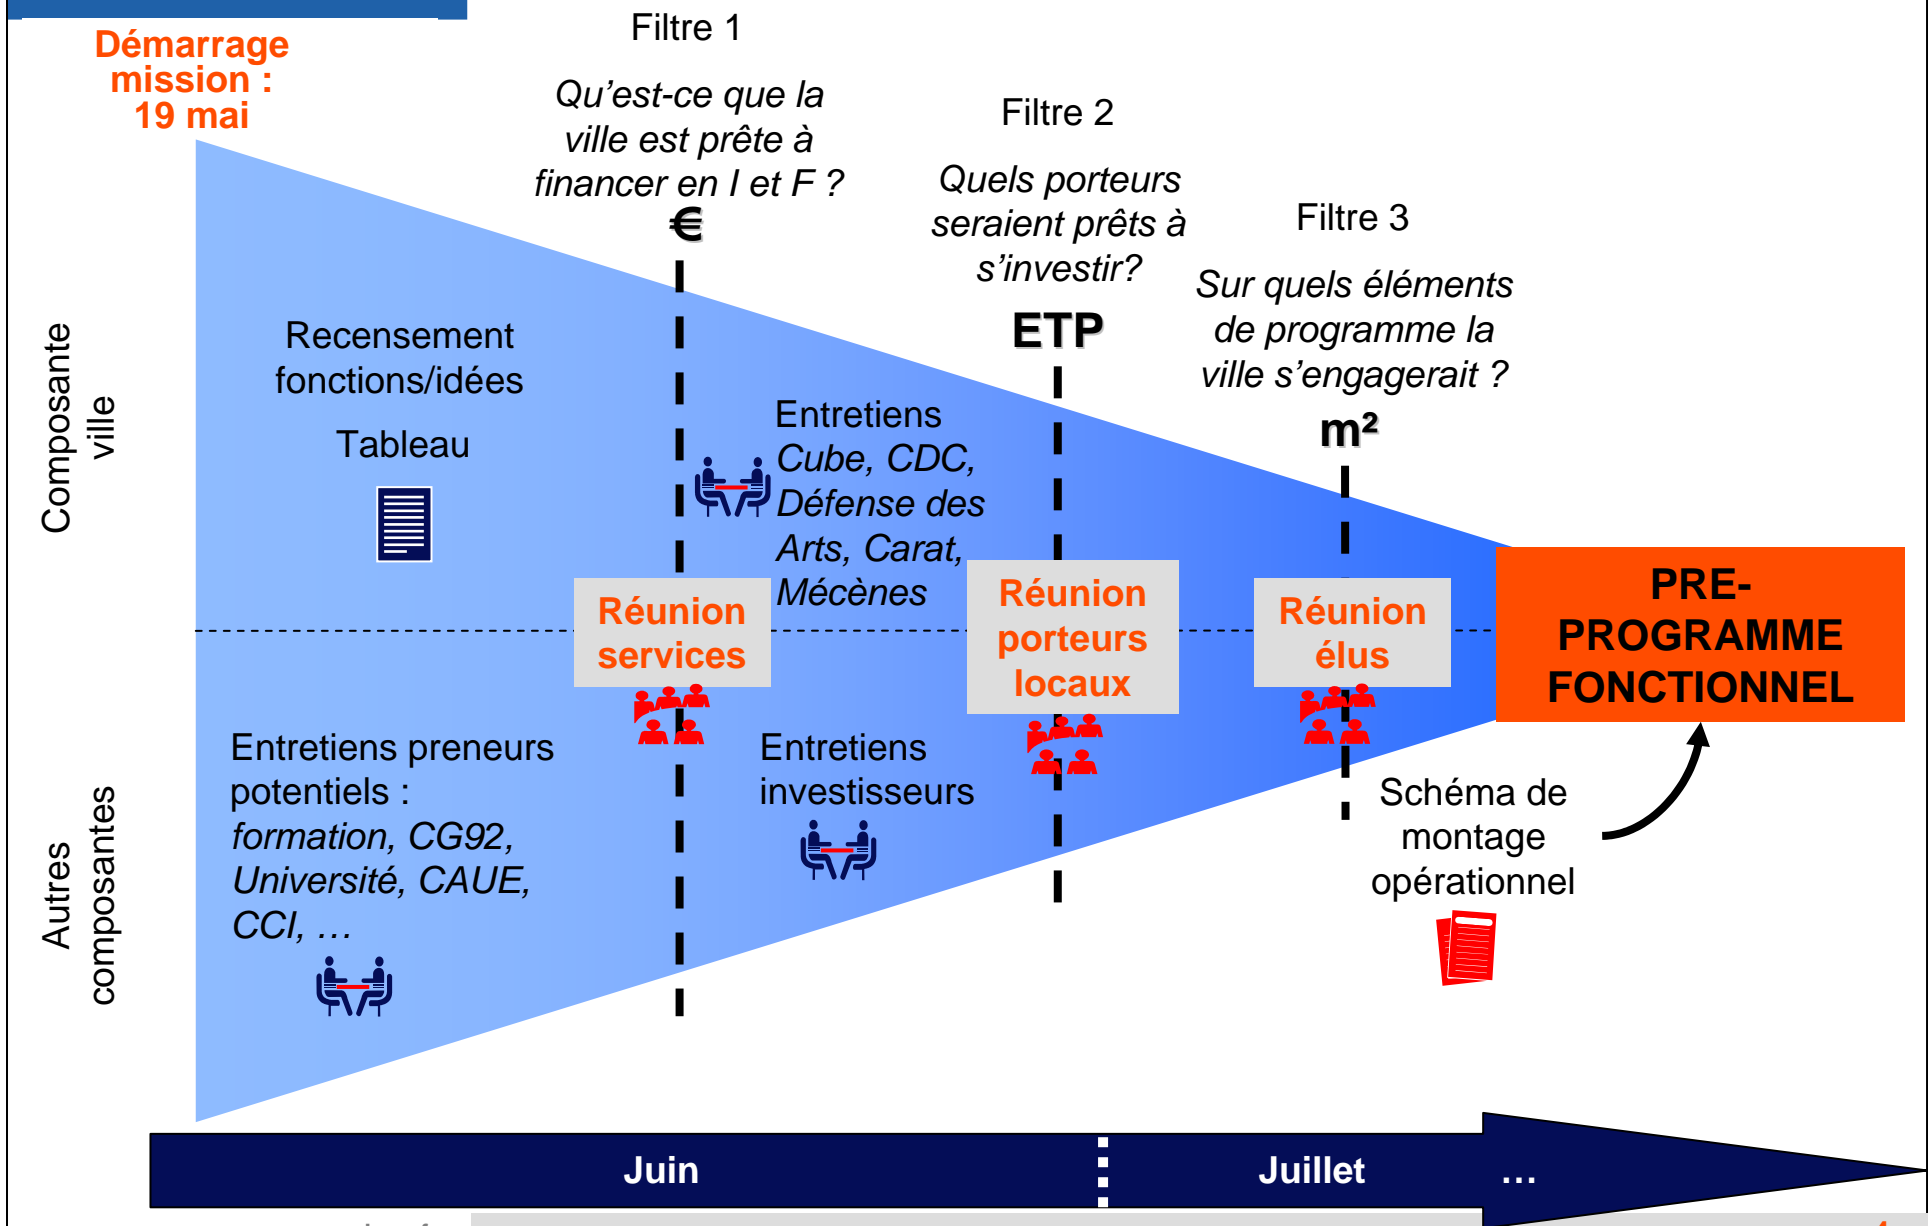 Démarrage
mission :
19 mai
Filtre 1
Qu’est-ce que la
ville est prête à
financer en I et F ?
€
Filtre 2
Quels porteurs
seraient prêts à
s’investir?
ETP
Filtre 3
Sur quels éléments
de programme la
ville s’engagerait ?
m²
Composante
ville
Recensement
fonctions/idées
Tableau
Entretiens
Cube, CDC,
Défense des
Arts, Carat,
Mécènes
Réunion
services
Réunion
porteurs
locaux
Réunion
élus
PRE-
PROGRAMME
FONCTIONNEL
Autres
composantes
Entretiens preneurs
potentiels :
formation, CG92,
Université, CAUE,
CCI, …
Entretiens
investisseurs
Schéma de
montage
opérationnel
Juin
Juillet
…